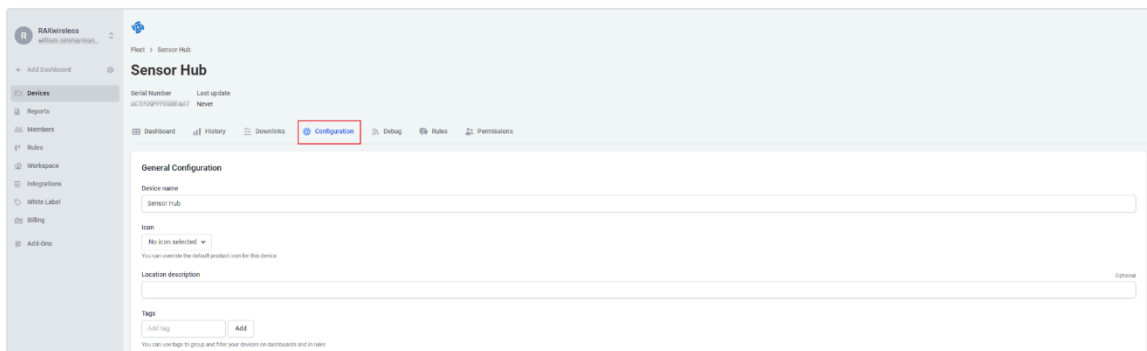 R
RAKwireless
+ Add Dashboard
Devices
Reports
Members
Rules
Workspace
Integrations
White Label
Billing
Add-Ons
Fleet > Sensor Hub
Sensor Hub
Serial Number Last update
Never
Dashboard History Downlinks Configuration Debug Rules Permissions
General Configuration
Device name
Sensor Hub
Icon
No icon selected
You can override the default product icon for this device
Location description Optional
Tags
Add tag Add
You can use tags to group and filter your devices on dashboards and in rules